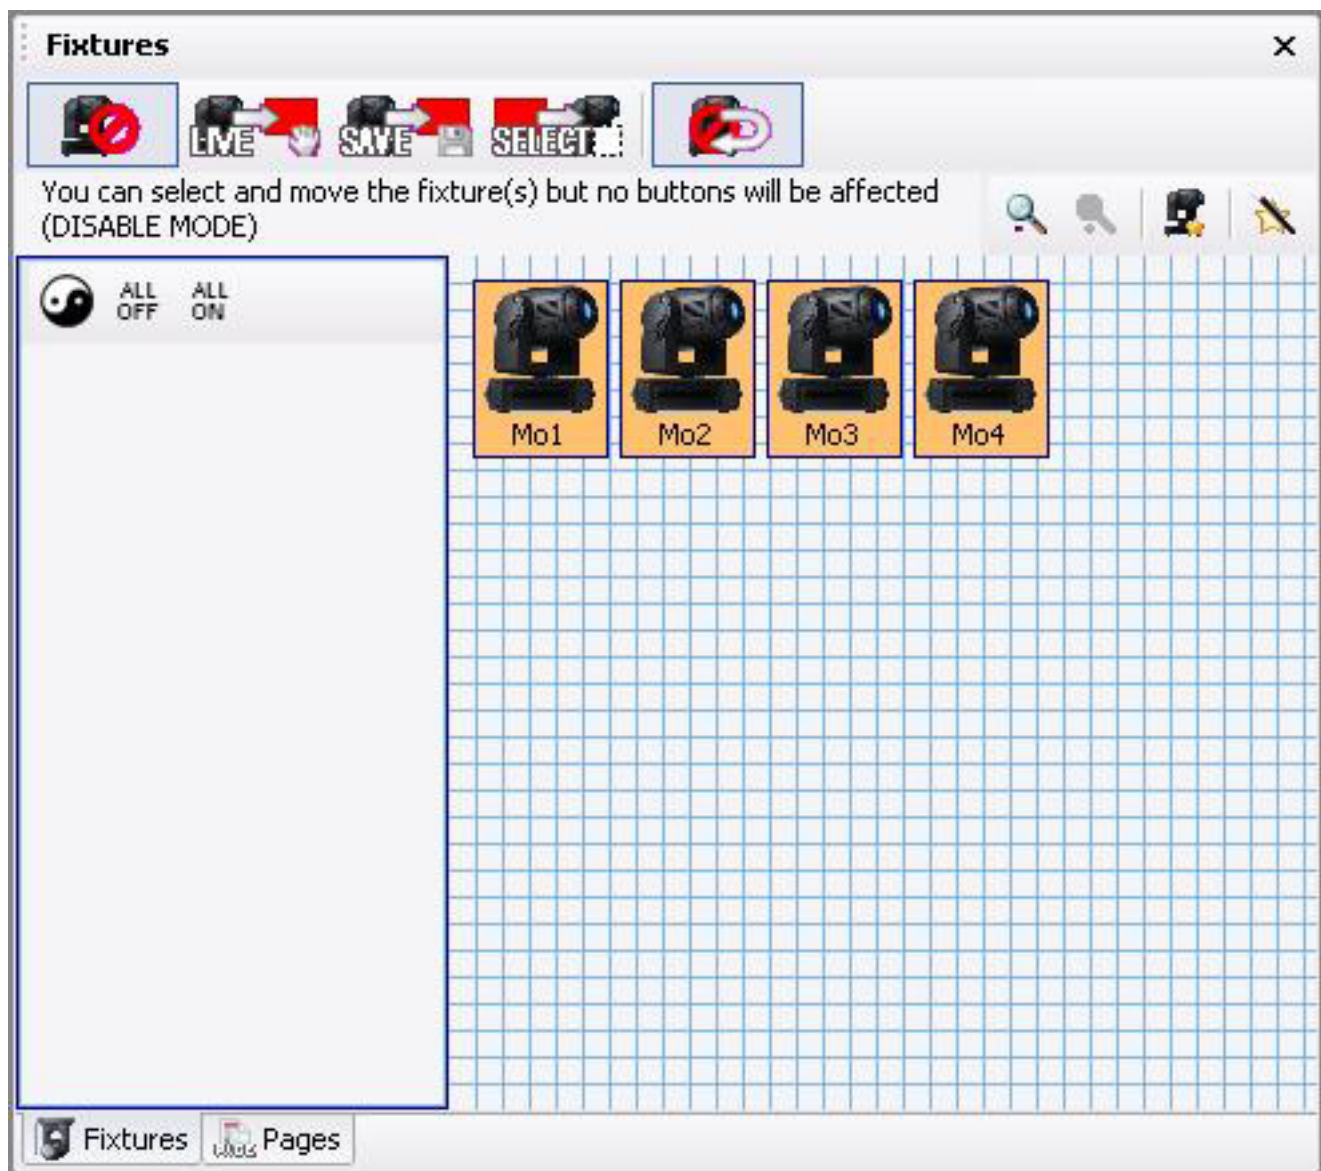 Fixtures
LIVE SAVE SELECT
You can select and move the fixture(s) but no buttons will be affected
(DISABLE MODE)
ALL OFF ALL ON
Mo1 Mo2 Mo3 Mo4
Fixtures Pages